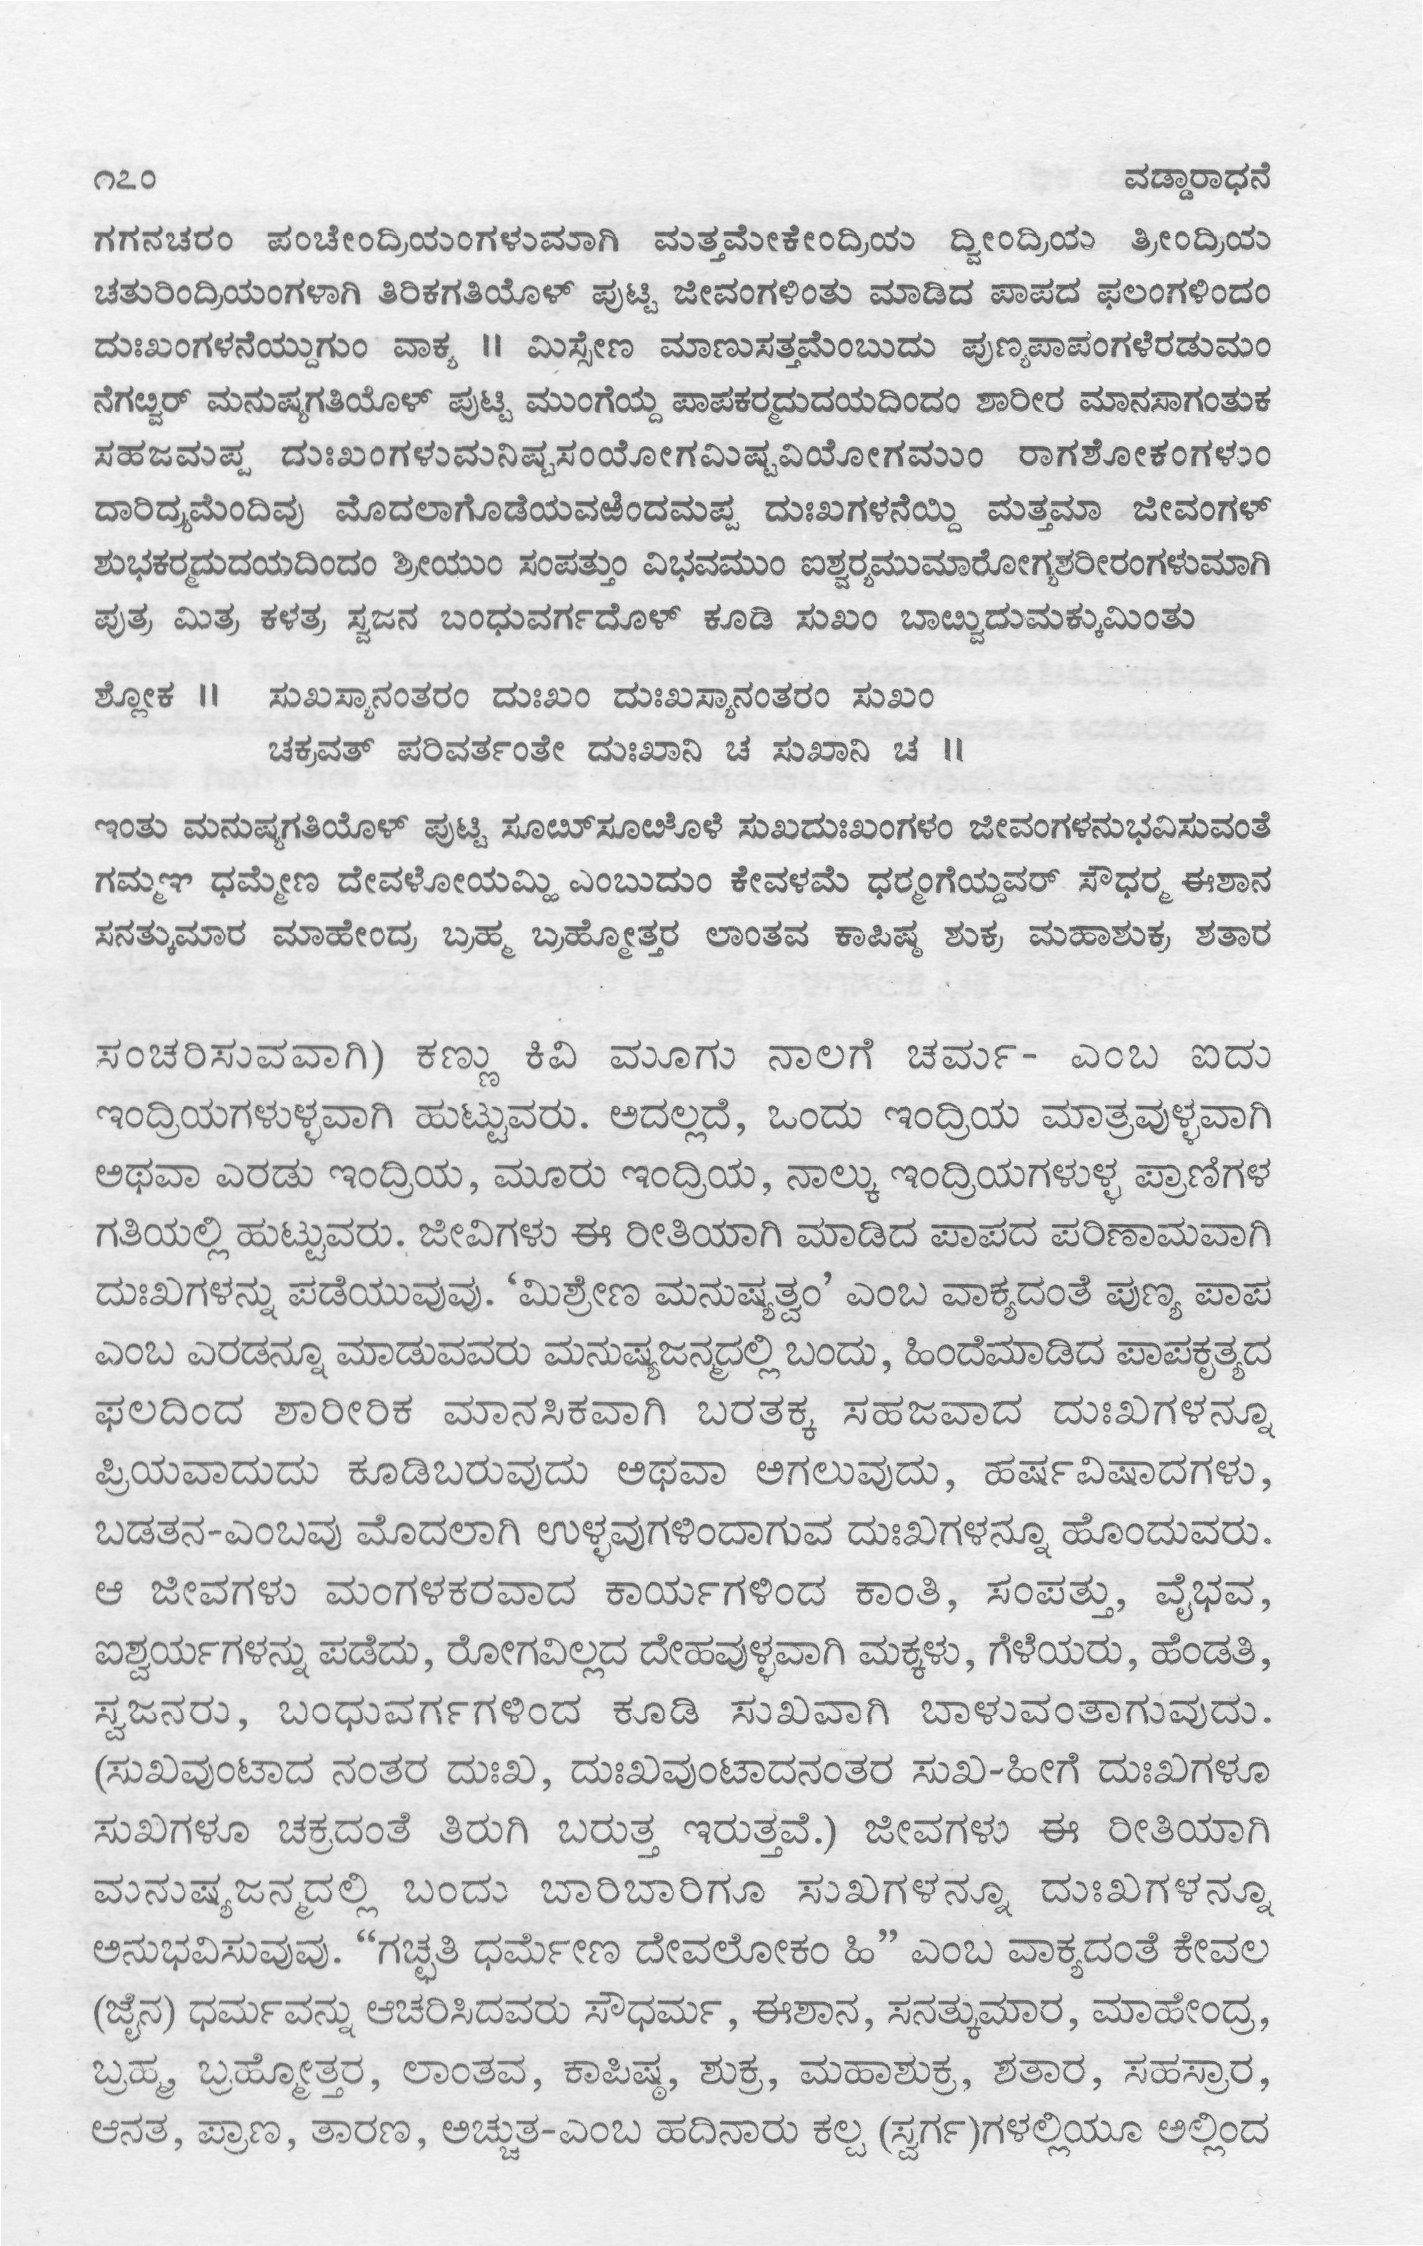 ೧೭೦ ವಡ್ಡಾರಾಧನೆ
ಗಗನಚರಂ ಪಂಚೇಂದ್ರಿಯಂಗಳುಮಾಗಿ ಮತ್ತಮೇಕೇಂದ್ರಿಯ ದ್ವೀಂದ್ರಿಯ ತ್ರೀಂದ್ರಿಯ
ಚತುರಿಂದ್ರಿಯಂಗಳಾಗಿ ತಿರಿಕಗತಿಯೊಳ್ ಪುಟ್ಟಿ ಜೀವಂಗಳಿಂತು ಮಾಡಿದ ಪಾಪದ ಫಲಂಗಳಿಂದಂ
ದುಃಖಂಗಳನೆಯ್ದುಗುಂ ವಾಕ್ಯ ॥ ಮಿಸ್ಸೇಣ ಮಾಣುಸತ್ತಮೆಂಬುದು ಪುಣ್ಯಪಾಪಂಗಳೆರಡುಮಂ
ನೆಗೞ್ವರ್ ಮನುಷ್ಯಗತಿಯೊಳ್ ಪುಟ್ಟಿ ಮುಂಗೆಯ್ದ ಪಾಪಕರ್‍ಮದುದಯದಿಂದಂ ಶಾರೀರ ಮಾನಸಾಗಂತುಕ
ಸಹಜಮಪ್ಪ ದುಃಖಂಗಳುಮನಿಷ್ಟಸಂಯೋಗಮಿಷ್ಟವಿಯೋಗಮುಂ ರಾಗಶೋಕಂಗಳುಂ
ದಾರಿದ್ರ್ಯಮೆಂದಿವು ಮೊದಲಾಗೊಡೆಯವಱಿಂದಮಪ್ಪ ದುಃಖಗಳನೆಯ್ದಿ ಮತ್ತಮಾ ಜೀವಂಗಳ್
ಶುಭಕರ್‍ಮದುದಯದಿಂದಂ ಶ್ರೀಯುಂ ಸಂಪತ್ತುಂ ವಿಭವಮುಂ ಐಶ್ವರ್‍ಯಮುಮಾರೋಗ್ಯಶರೀರಂಗಳುಮಾಗಿ
ಪುತ್ರ ಮಿತ್ರ ಕಳತ್ರ ಸ್ವಜನ ಬಂಧುವರ್ಗದೊಳ್ ಕೂಡಿ ಸುಖಂ ಬಾೞ್ವುದುಮಕ್ಕುಮಿಂತು
ಶ್ಲೋಕ ॥ ಸುಖಸ್ಯಾನಂತರಂ ದುಃಖಂ ದುಃಖಸ್ಯಾನಂತರಂ ಸುಖಂ
ಚಕ್ರವತ್ ಪರಿವರ್ತಂತೇ ದುಃಖಾನಿ ಚ ಸುಖಾನಿ ಚ ॥
ಇಂತು ಮನುಷ್ಯಗತಿಯೊಳ್ ಪುಟ್ಟಿ ಸೂೞ್‌ಸೂೞೊಳೆ ಸುಖದುಃಖಂಗಳಂ ಜೀವಂಗಳನುಭವಿಸುವಂತೆ
ಗಮ್ಮಞ ಧಮ್ಮೇಣ ದೇವಳೋಯಮ್ಹಿ ಎಂಬುದುಂ ಕೇವಳಮೆ ಧರ್‍ಮಂಗೆಯ್ದವರ್ ಸೌಧರ್‍ಮ ಈಶಾನ
ಸನತ್ಕುಮಾರ ಮಾಹೇಂದ್ರ ಬ್ರಹ್ಮ ಬ್ರಹ್ಮೋತ್ತರ ಲಾಂತವ ಕಾಪಿಷ್ಠ ಶುಕ್ರ ಮಹಾಶುಕ್ರ ಶತಾರ
ಸಂಚರಿಸುವವಾಗಿ) ಕಣ್ಣು ಕಿವಿ ಮೂಗು ನಾಲಗೆ ಚರ್ಮ- ಎಂಬ ಐದು
ಇಂದ್ರಿಯಗಳುಳ್ಳವಾಗಿ ಹುಟ್ಟುವರು. ಅದಲ್ಲದೆ, ಒಂದು ಇಂದ್ರಿಯ ಮಾತ್ರವುಳ್ಳವಾಗಿ
ಅಥವಾ ಎರಡು ಇಂದ್ರಿಯ, ಮೂರು ಇಂದ್ರಿಯ, ನಾಲ್ಕು ಇಂದ್ರಿಯಗಳುಳ್ಳ ಪ್ರಾಣಿಗಳ
ಗತಿಯಲ್ಲಿ ಹುಟ್ಟುವರು. ಜೀವಿಗಳು ಈ ರೀತಿಯಾಗಿ ಮಾಡಿದ ಪಾಪದ ಪರಿಣಾಮವಾಗಿ
ದುಃಖಗಳನ್ನು ಪಡೆಯುವುವು. ‘ಮಿಶ್ರೇಣ ಮನುಷ್ಯತ್ವಂ’ ಎಂಬ ವಾಕ್ಯದಂತೆ ಪುಣ್ಯ ಪಾಪ
ಎಂಬ ಎರಡನ್ನೂ ಮಾಡುವವರು ಮನುಷ್ಯಜನ್ಮದಲ್ಲಿ ಬಂದು, ಹಿಂದೆಮಾಡಿದ ಪಾಪಕೃತ್ಯದ
ಫಲದಿಂದ ಶಾರೀರಿಕ ಮಾನಸಿಕವಾಗಿ ಬರತಕ್ಕ ಸಹಜವಾದ ದುಃಖಗಳನ್ನೂ
ಪ್ರಿಯವಾದುದು ಕೂಡಿಬರುವುದು ಅಥವಾ ಅಗಲುವುದು, ಹರ್ಷವಿಷಾದಗಳು,
ಬಡತನ-ಎಂಬವು ಮೊದಲಾಗಿ ಉಳ್ಳವುಗಳಿಂದಾಗುವ ದುಃಖಗಳನ್ನೂ ಹೊಂದುವರು.
ಆ ಜೀವಗಳು ಮಂಗಳಕರವಾದ ಕಾರ್ಯಗಳಿಂದ ಕಾಂತಿ, ಸಂಪತ್ತು, ವೈಭವ,
ಐಶ್ವರ್ಯಗಳನ್ನು ಪಡೆದು, ರೋಗವಿಲ್ಲದ ದೇಹವುಳ್ಳವಾಗಿ ಮಕ್ಕಳು, ಗೆಳೆಯರು, ಹೆಂಡತಿ,
ಸ್ವಜನರು, ಬಂಧುವರ್ಗಗಳಿಂದ ಕೂಡಿ ಸುಖವಾಗಿ ಬಾಳುವಂತಾಗುವುದು.
(ಸುಖವುಂಟಾದ ನಂತರ ದುಃಖ, ದುಃಖವುಂಟಾದನಂತರ ಸುಖ-ಹೀಗೆ ದುಃಖಗಳೂ
ಸುಖಗಳೂ ಚಕ್ರದಂತೆ ತಿರುಗಿ ಬರುತ್ತ ಇರುತ್ತವೆ.) ಜೀವಗಳು ಈ ರೀತಿಯಾಗಿ
ಮನುಷ್ಯಜನ್ಮದಲ್ಲಿ ಬಂದು ಬಾರಿಬಾರಿಗೂ ಸುಖಗಳನ್ನೂ ದುಃಖಗಳನ್ನೂ
ಅನುಭವಿಸುವುವು. “ಗಚ್ಛತಿ ಧರ್ಮೇಣ ದೇವಲೋಕಂ ಹಿ” ಎಂಬ ವಾಕ್ಯದಂತೆ ಕೇವಲ
(ಜೈನ) ಧರ್ಮವನ್ನು ಆಚರಿಸಿದವರು ಸೌಧರ್ಮ, ಈಶಾನ, ಸನತ್ಕುಮಾರ, ಮಾಹೇಂದ್ರ,
ಬ್ರಹ್ಮ, ಬ್ರಹ್ಮೋತ್ತರ, ಲಾಂತವ, ಕಾಪಿಷ್ಠ, ಶುಕ್ರ, ಮಹಾಶುಕ್ರ, ಶತಾರ, ಸಹಸ್ರಾರ,
ಆನತ, ಪ್ರಾಣ, ತಾರಣ, ಅಚ್ಚುತ-ಎಂಬ ಹದಿನಾರು ಕಲ್ಪ (ಸ್ವರ್ಗ)ಗಳಲ್ಲಿಯೂ ಅಲ್ಲಿಂದ